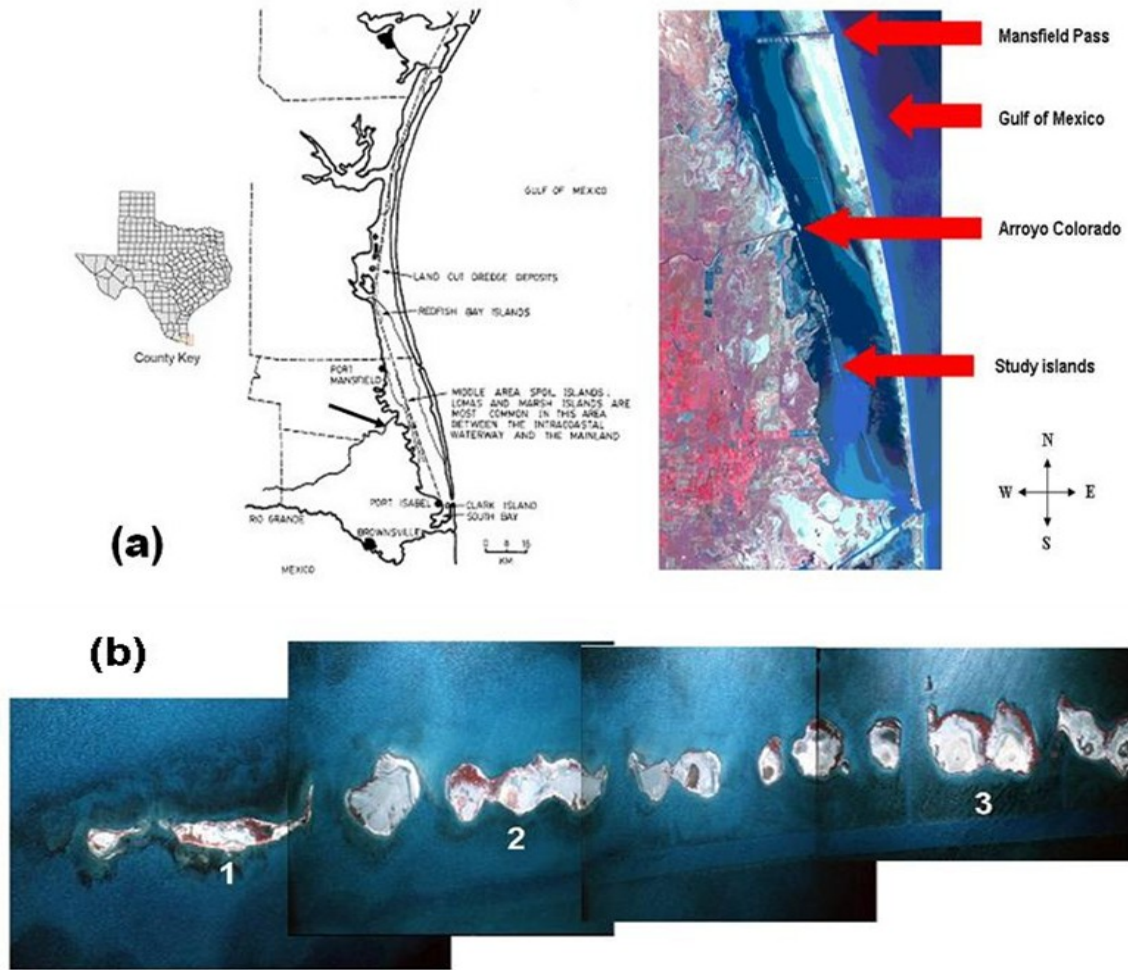 County Key
GULF OF MEXICO
LAND CUT DREDGE DEPOSITS
REDFISH BAY ISLANDS
PORT
MANSFIELD
MIDDLE AREA SPOIL ISLANDS;
LOMAS AND MARSH ISLANDS ARE
MOST COMMON IN THIS AREA
BETWEEN THE INTRACOASTAL
WATERWAY AND THE MAINLAND
PORT ISABEL
CLARK ISLAND
SOUTH BAY
RIO GRANDE
BROWNSVILLE
MEXICO
0 8 16
KM
(a)
Mansfield Pass
Gulf of Mexico
Arroyo Colorado
Study islands
N
W E
S
(b)
1
2
3